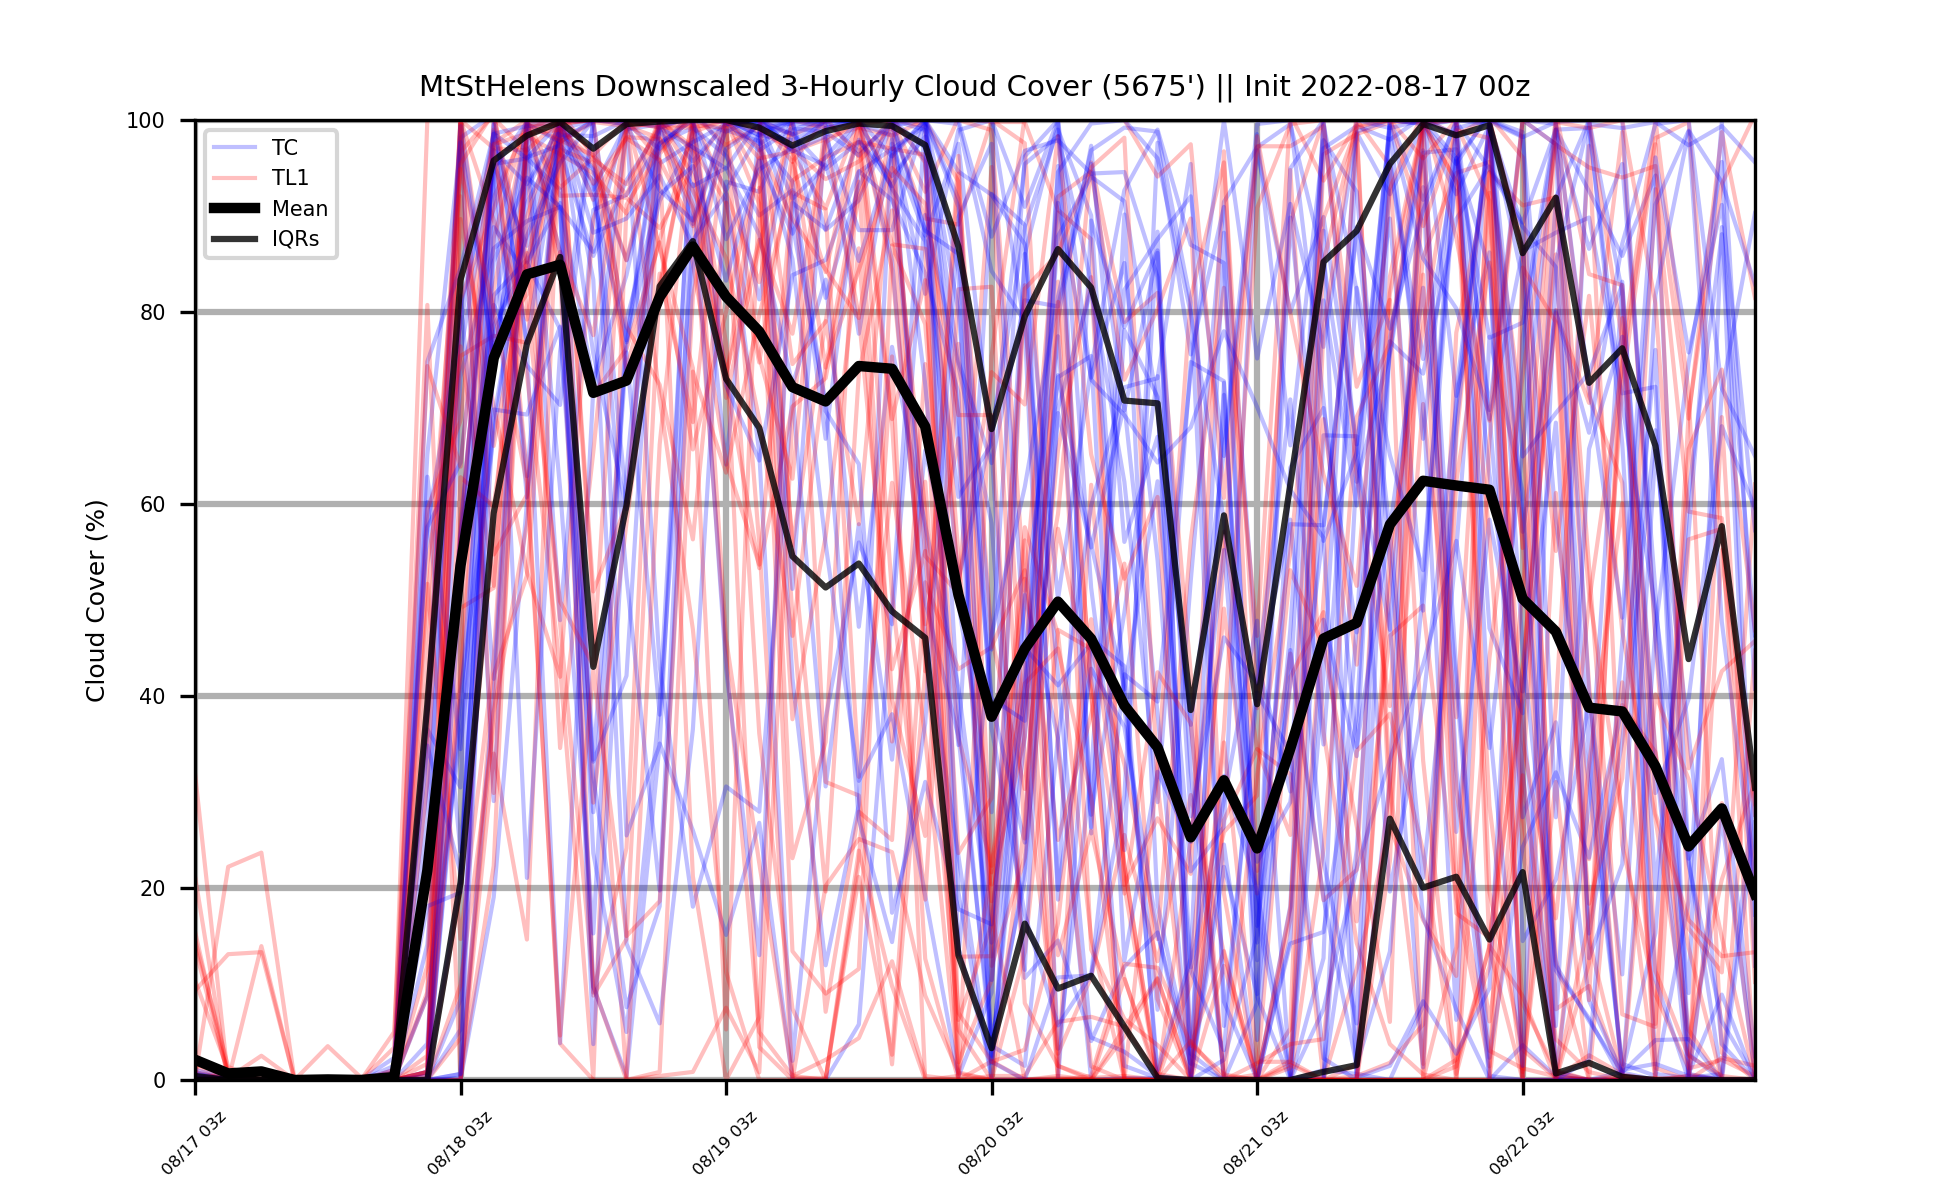 MtStHelens Downscaled 3-Hourly Cloud Cover (5675') || Init 2022-08-17 00z
100
80
60
40
20
0
Cloud Cover (%)
TC
TL1
Mean
IQRs
08/17 03z
08/18 03z
08/19 03z
08/20 03z
08/21 03z
08/22 03z